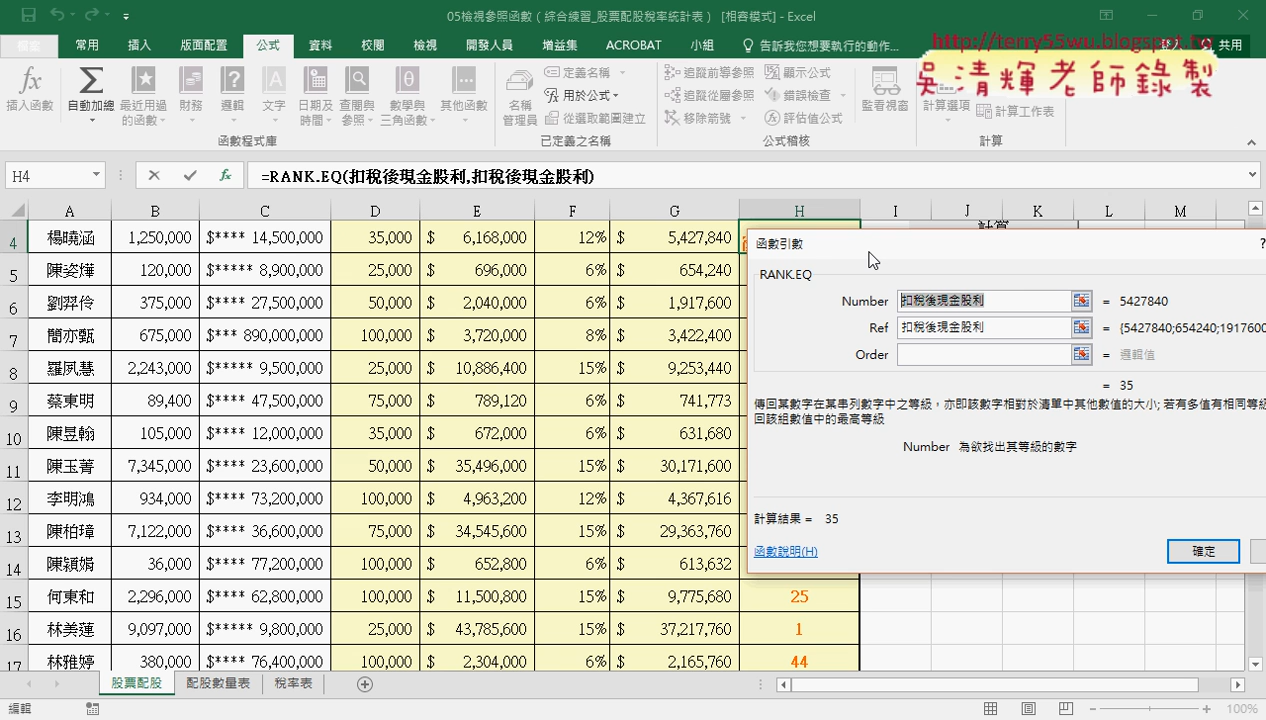 05檢視參照函數（綜合練習_股票配股稅率統計表） [相容模式] - Excel
常用 插入 版面配置 公式 資料 校閱 檢視 開發人員 增益集 ACROBAT 小組 告訴我您想要執行的動作... 共用
http://terry55wu.blogspot.tw
吳清輝老師錄製
插入函數 自動加總 最近用過的函數 財務 邏輯 文字 日期及時間 查閱與參照 數學與三角函數 其他函數
函數程式庫
名稱管理員 定義名稱 用於公式 從選取範圍建立
已定義之名稱
追蹤前導參照 顯示公式
追蹤從屬參照 錯誤檢查
移除箭號 評估值公式
公式稽核
監看視窗 計算選項 計算工作表
計算
H4 fx =RANK.EQ(扣稅後現金股利,扣稅後現金股利)
A B C D E F G H I J K L M
4 楊曉涵 1,250,000 $**** 14,500,000 35,000 $ 6,168,000 12% $ 5,427,840
5 陳姿燁 120,000 $***** 8,900,000 25,000 $ 696,000 6% $ 654,240
6 劉羿伶 375,000 $**** 27,500,000 50,000 $ 2,040,000 6% $ 1,917,600
7 簡亦甄 675,000 $*** 890,000,000 100,000 $ 3,720,000 8% $ 3,422,400
8 羅夙慧 2,243,000 $***** 9,500,000 25,000 $ 10,886,400 15% $ 9,253,440
9 蔡東明 89,400 $**** 47,500,000 75,000 $ 789,120 6% $ 741,773
10 陳昱翰 105,000 $**** 12,000,000 35,000 $ 672,000 6% $ 631,680
11 陳玉菁 7,345,000 $**** 23,600,000 50,000 $ 35,496,000 15% $ 30,171,600
12 李明鴻 934,000 $**** 73,200,000 100,000 $ 4,963,200 12% $ 4,367,616
13 陳柏璋 7,122,000 $**** 36,600,000 75,000 $ 34,545,600 15% $ 29,363,760
14 陳穎娟 36,000 $**** 77,200,000 100,000 $ 652,800 6% $ 613,632
15 何東和 2,296,000 $**** 62,800,000 100,000 $ 11,500,800 15% $ 9,775,680 25
16 林美蓮 9,097,000 $***** 9,800,000 25,000 $ 43,785,600 15% $ 37,217,760 1
17 林雅婷 380,000 $**** 76,400,000 100,000 $ 2,304,000 6% $ 2,165,760 44
函數引數 ?
RANK.EQ
Number 扣稅後現金股利 = 5427840
Ref 扣稅後現金股利 = {5427840;654240;1917600
Order = 邏輯值
= 35
傳回某數字在某串列數字中之等級，亦即該數字相對於清單中其他數值的大小; 若有多值有相同等級
回該組數值中的最高等級
Number 為欲找出其等級的數字
計算結果 = 35
函數說明(H) 確定
股票配股 配股數量表 稅率表
編輯 100%